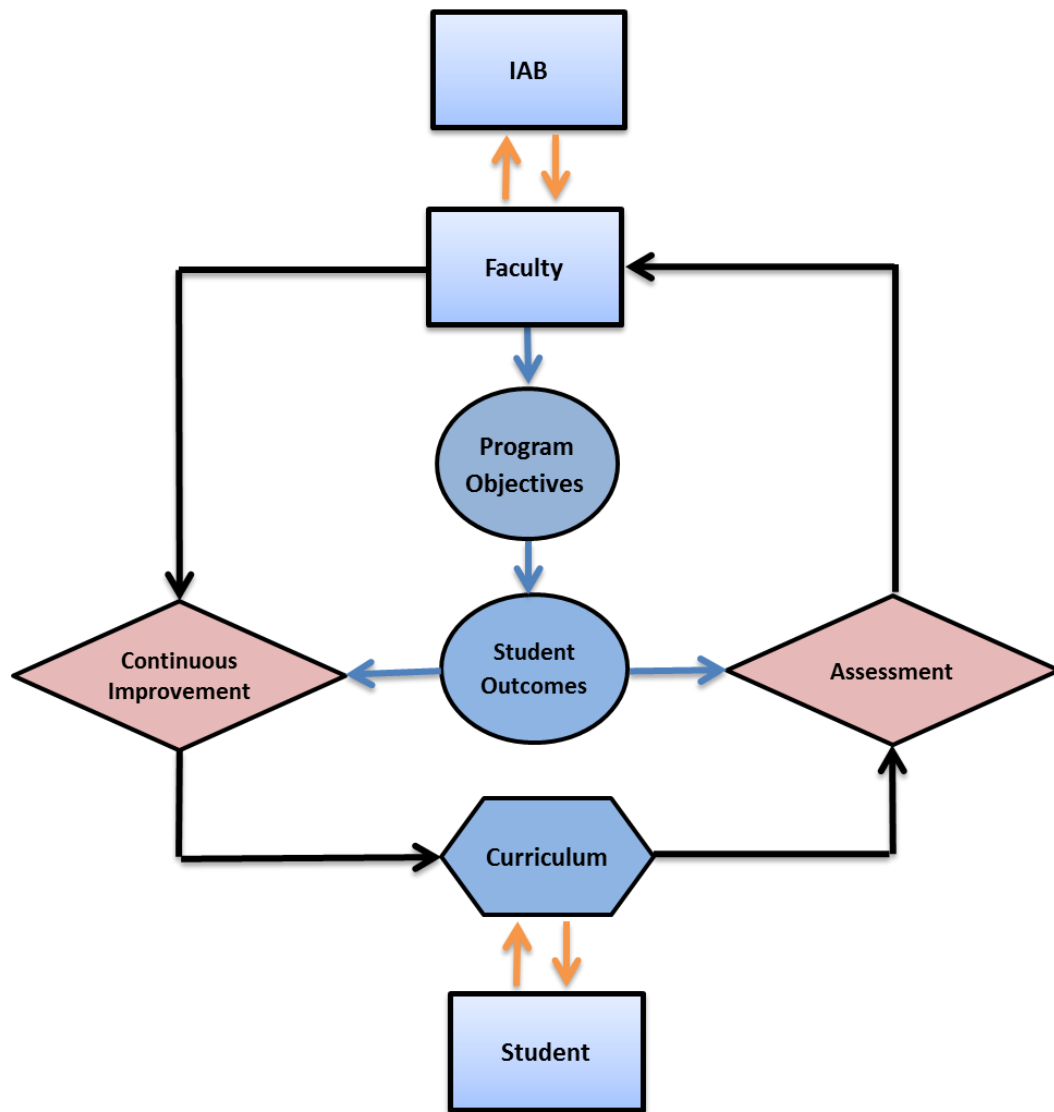 IAB
Faculty
Program
Objectives
Student
Outcomes
Continuous
Improvement
Assessment
Curriculum
Student